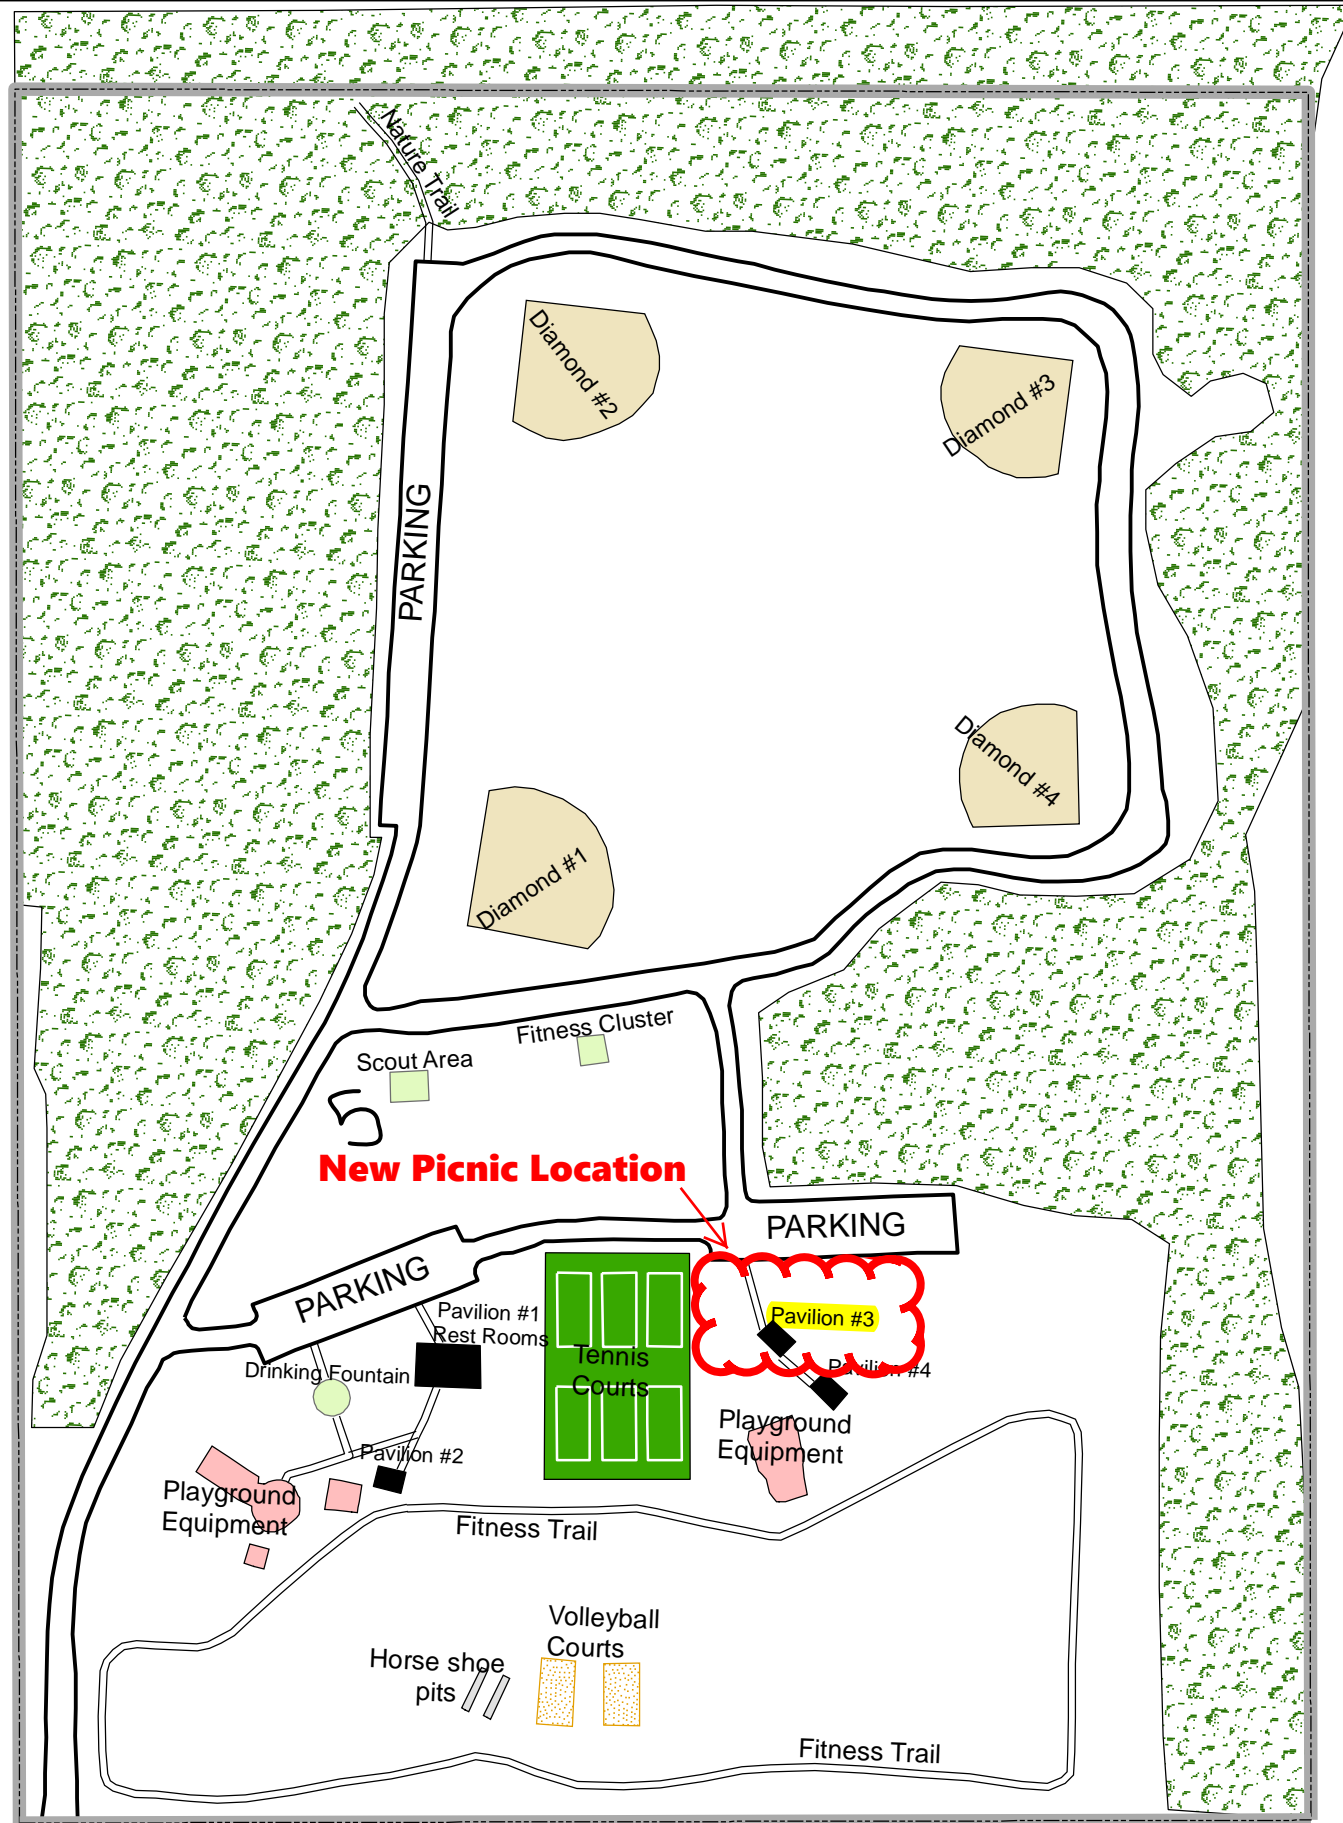 Nature Trail
Diamond #2
Diamond #3
PARKING
Diamond #4
Diamond #1
Fitness Cluster
Scout Area
New Picnic Location
PARKING
PARKING
Pavilion #1
Rest Rooms
Pavilion #3
Tennis
Courts
Drinking Fountain
Pavilion #4
Playground
Equipment
Pavilion #2
Playground
Equipment
Fitness Trail
Volleyball
Courts
Horse shoe
pits
Fitness Trail